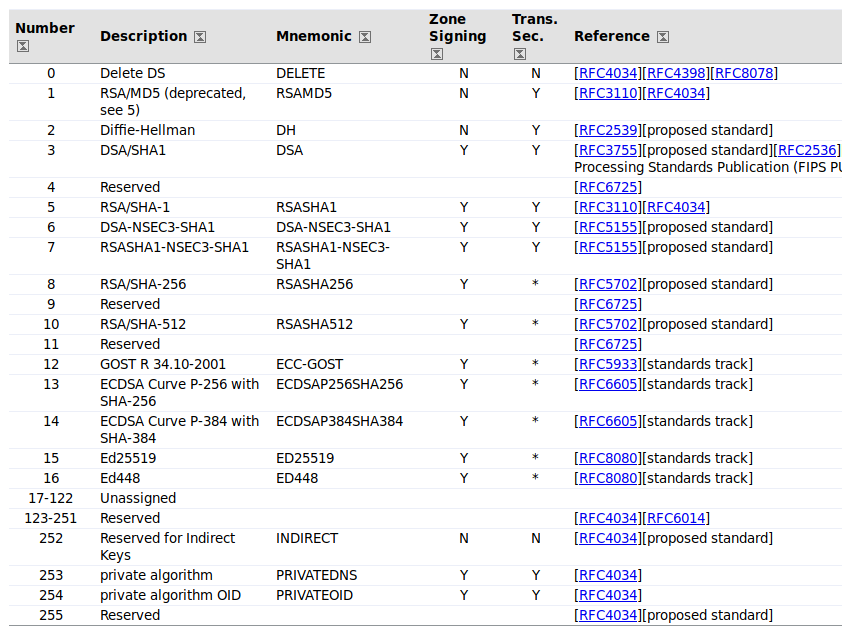 Number Description Mnemonic Zone Signing Trans. Sec. Reference
0 Delete DS DELETE N N [RFC4034][RFC4398][RFC8078]
1 RSA/MD5 (deprecated, see 5) RSAMD5 N Y [RFC3110][RFC4034]
2 Diffie-Hellman DH N Y [RFC2539][proposed standard]
3 DSA/SHA1 DSA Y Y [RFC3755][proposed standard][RFC2536]
Processing Standards Publication (FIPS PU
4 Reserved [RFC6725]
5 RSA/SHA-1 RSASHA1 Y Y [RFC3110][RFC4034]
6 DSA-NSEC3-SHA1 DSA-NSEC3-SHA1 Y Y [RFC5155][proposed standard]
7 RSASHA1-NSEC3-SHA1 RSASHA1-NSEC3-
SHA1 Y Y [RFC5155][proposed standard]
8 RSA/SHA-256 RSASHA256 Y * [RFC5702][proposed standard]
9 Reserved [RFC6725]
10 RSA/SHA-512 RSASHA512 Y * [RFC5702][proposed standard]
11 Reserved [RFC6725]
12 GOST R 34.10-2001 ECC-GOST Y * [RFC5933][standards track]
13 ECDSA Curve P-256 with SHA-256 ECDSAP256SHA256 Y * [RFC6605][standards track]
14 ECDSA Curve P-384 with SHA-384 ECDSAP384SHA384 Y * [RFC6605][standards track]
15 Ed25519 ED25519 Y * [RFC8080][standards track]
16 Ed448 ED448 Y * [RFC8080][standards track]
17-122 Unassigned
123-251 Reserved [RFC4034][RFC6014]
252 Reserved for Indirect Keys INDIRECT N N [RFC4034][proposed standard]
253 private algorithm PRIVATEDNS Y Y [RFC4034]
254 private algorithm OID PRIVATEOID Y Y [RFC4034]
255 Reserved [RFC4034][proposed standard]